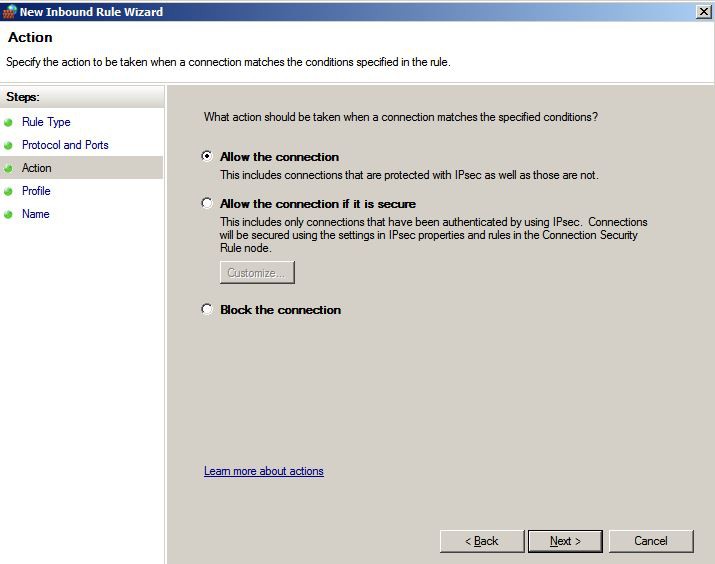 New Inbound Rule Wizard
Action
Specify the action to be taken when a connection matches the conditions specified in the rule.
Steps:
Rule Type
Protocol and Ports
Action
Profile
Name
What action should be taken when a connection matches the specified conditions?
Allow the connection
This includes connections that are protected with IPsec as well as those are not.
Allow the connection if it is secure
This includes only connections that have been authenticated by using IPsec. Connections
will be secured using the settings in IPsec properties and rules in the Connection Security
Rule node.
Customize...
Block the connection
Learn more about actions
< Back
Next >
Cancel